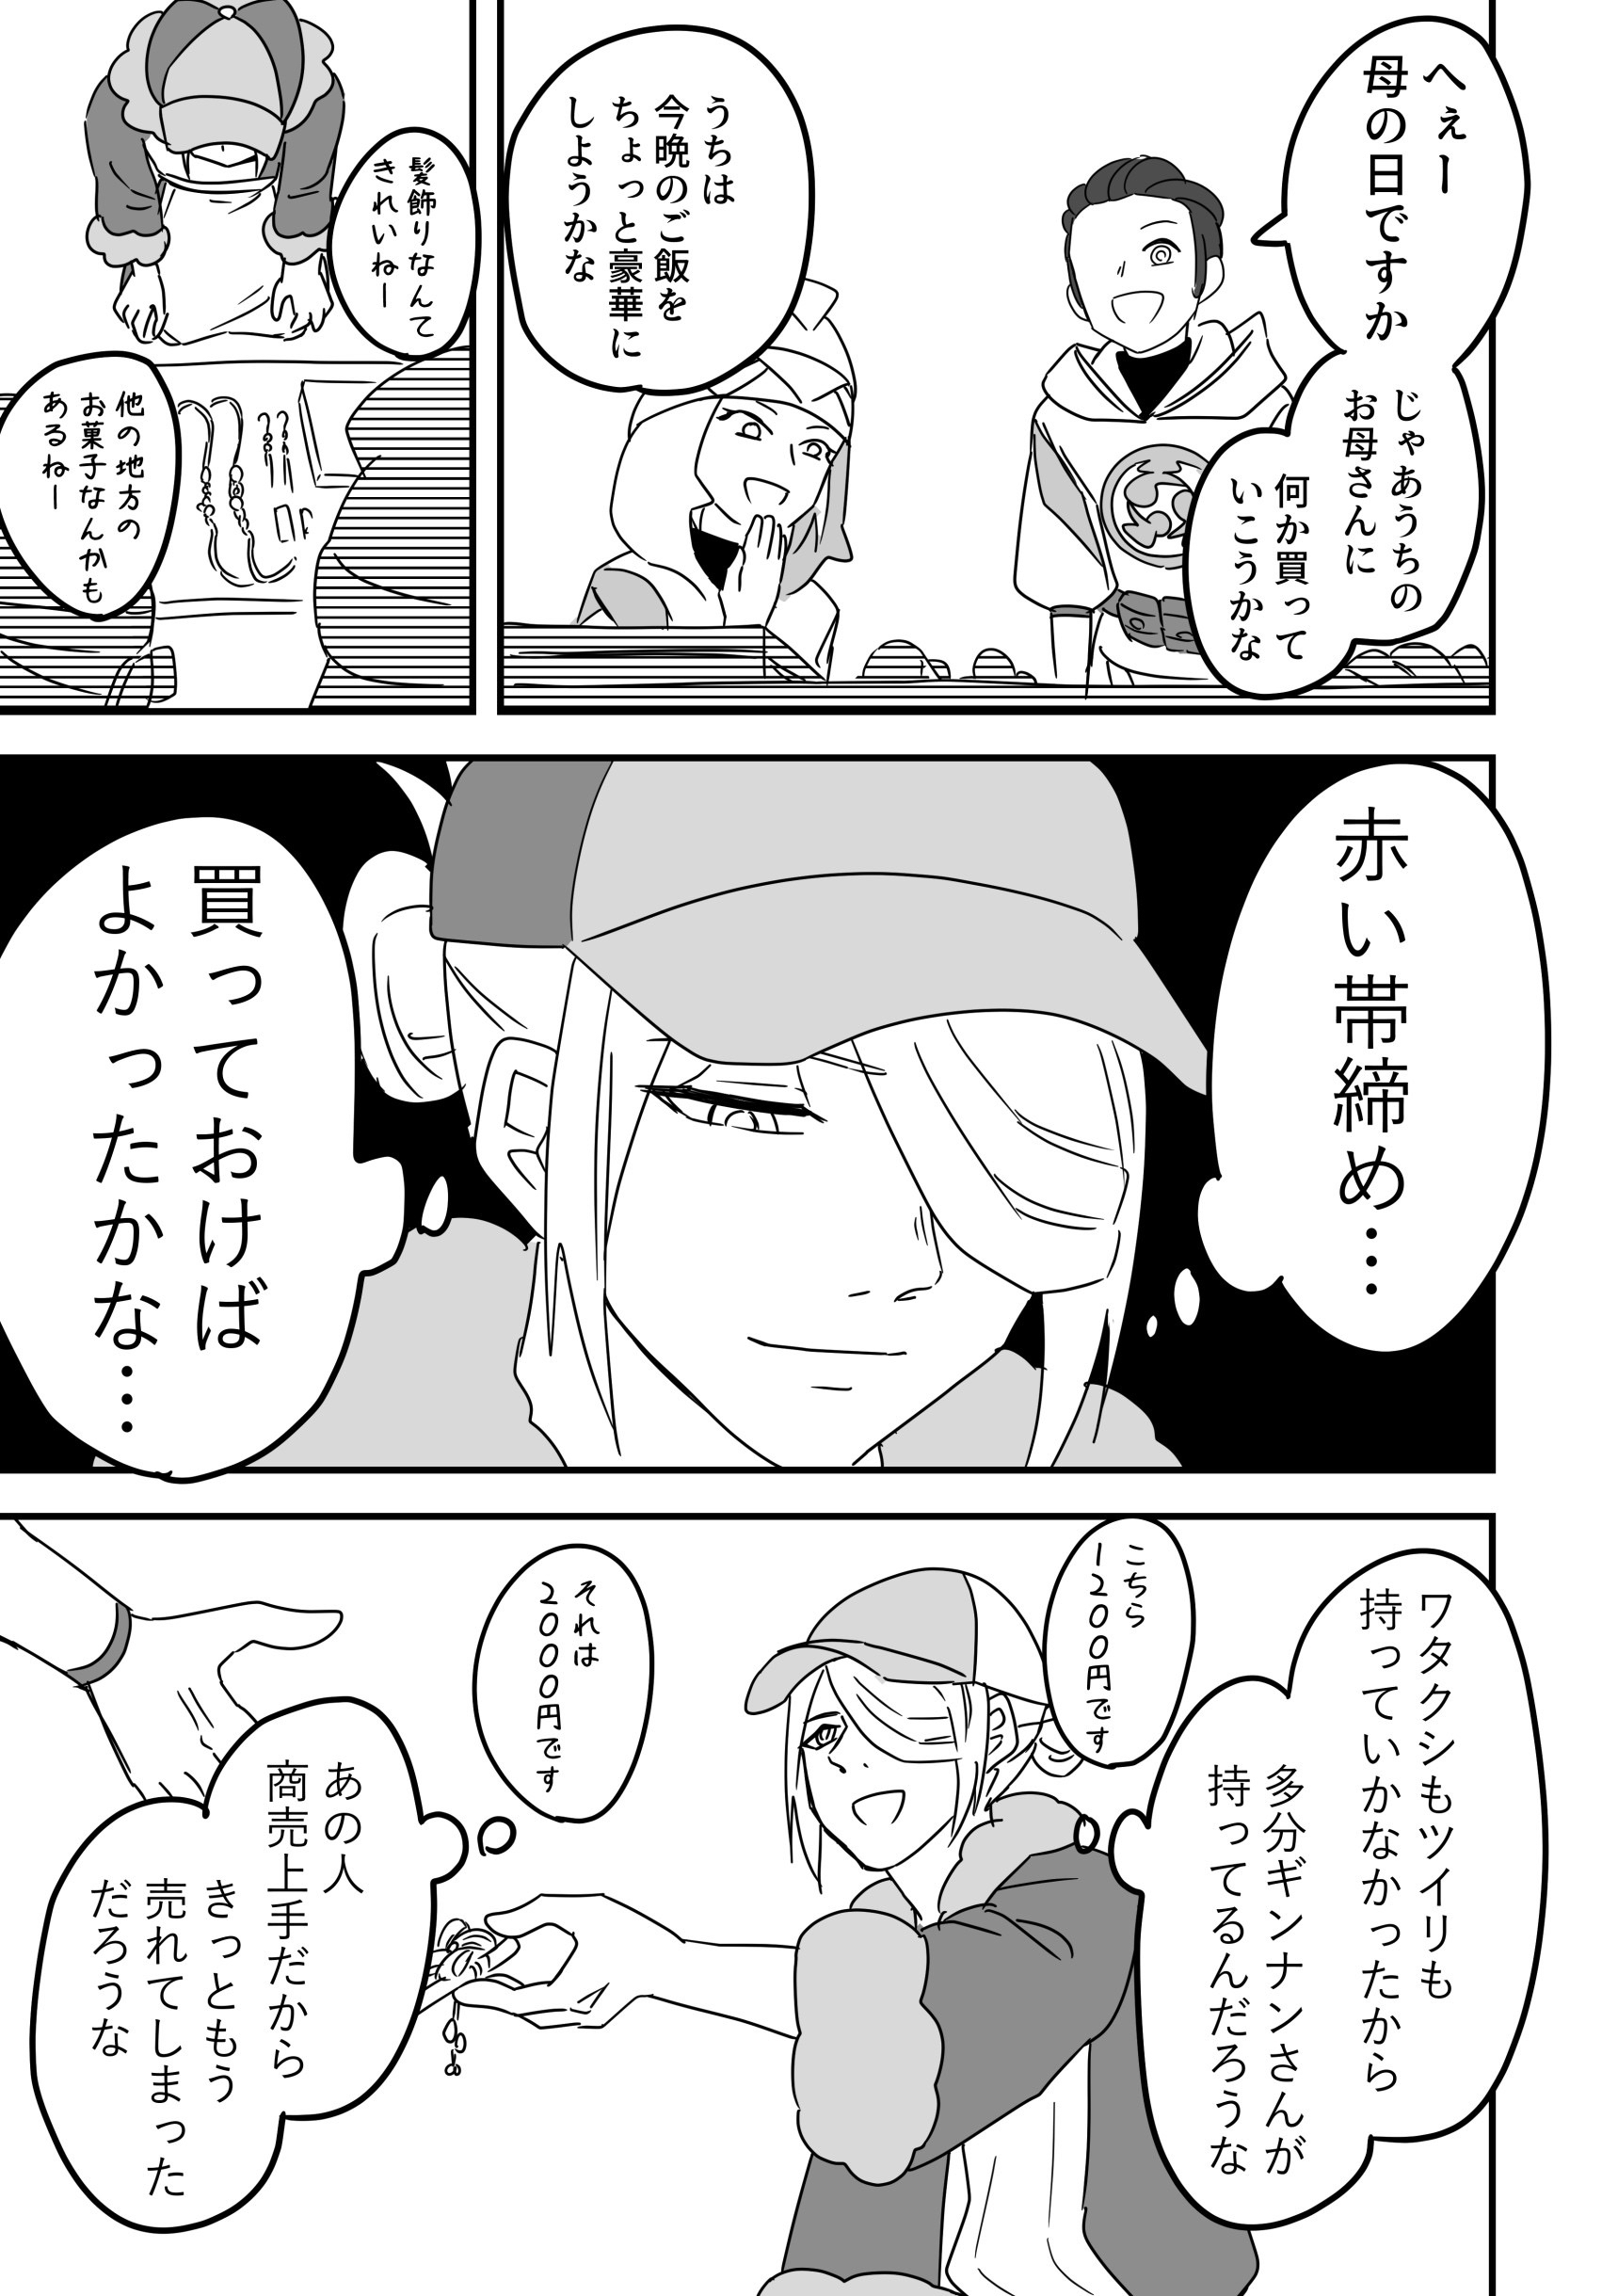 へぇー
母の日ですか
じゃあうちの
お母さんに
何か買って
いこうかな
うちは
今晩のご飯を
ちょっと豪華に
しようかな
髪飾りなんて
きれいねー
他の地方の
お菓子なんかも
あるねー
赤い帯締め…
買っておけば
よかったかな…
ワタクシもツイリも
持っていかなかったから
多分ギンナンさんが
持ってるんだろうな
こちら
1200円です
それは
2000円です
あの人
商売上手だから
きっともう
売れてしまった
だろうな